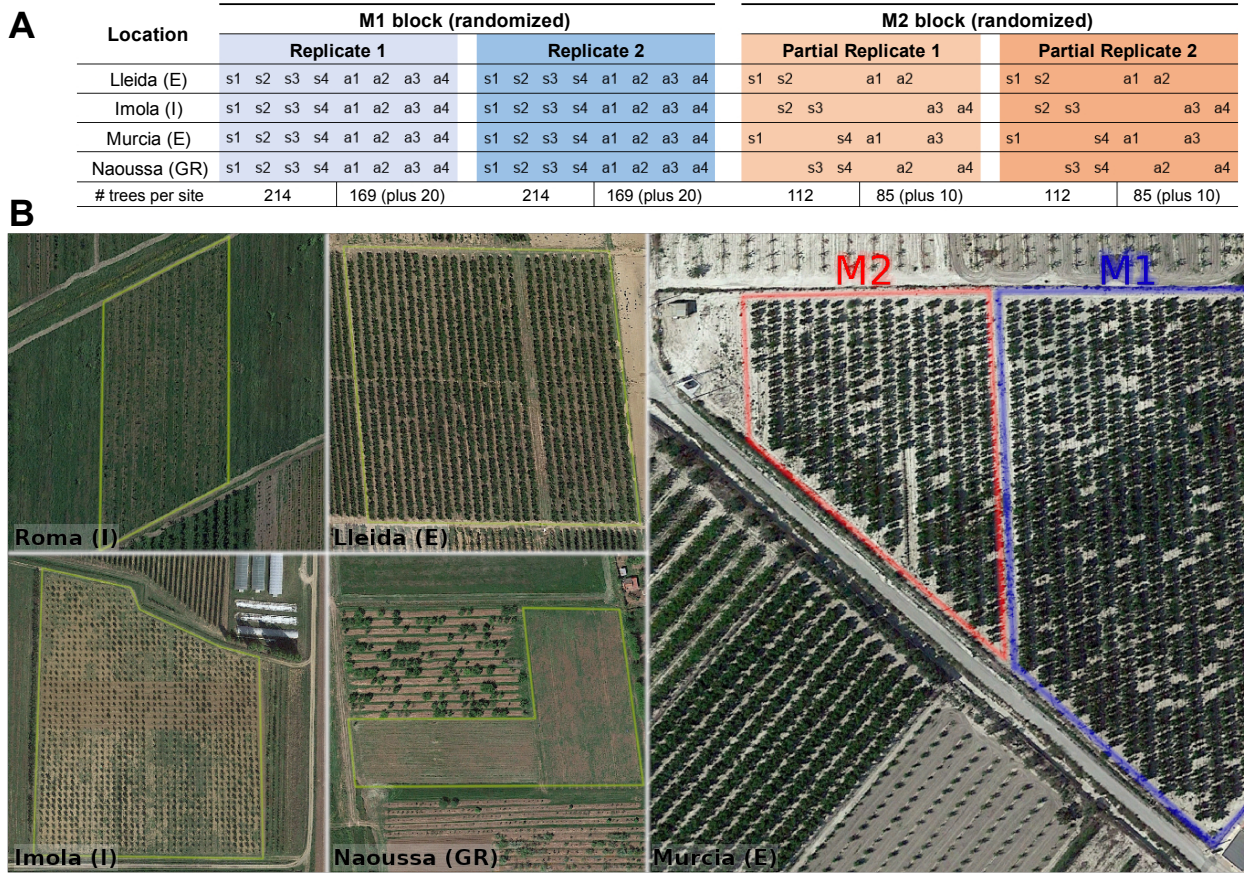 A
Location M1 block (randomized) M2 block (randomized)
Replicate 1 Replicate 2 Partial Replicate 1 Partial Replicate 2
Lleida (E) s1 s2 s3 s4 a1 a2 a3 a4 s1 s2 s3 s4 a1 a2 a3 a4 s1 s2 a1 a2 s1 s2 a1 a2
Imola (I) s1 s2 s3 s4 a1 a2 a3 a4 s1 s2 s3 s4 a1 a2 a3 a4 s2 s3 a3 a4 s2 s3 a3 a4
Murcia (E) s1 s2 s3 s4 a1 a2 a3 a4 s1 s2 s3 s4 a1 a2 a3 a4 s1 s4 a1 a3 s1 s4 a1 a3
Naoussa (GR) s1 s2 s3 s4 a1 a2 a3 a4 s1 s2 s3 s4 a1 a2 a3 a4 s3 s4 a2 a4 s3 s4 a2 a4
# trees per site 214 169 (plus 20) 214 169 (plus 20) 112 85 (plus 10) 112 85 (plus 10)
B
M2 M1
Roma (I) Lleida (E)
Imola (I) Naoussa (GR) Murcia (E)